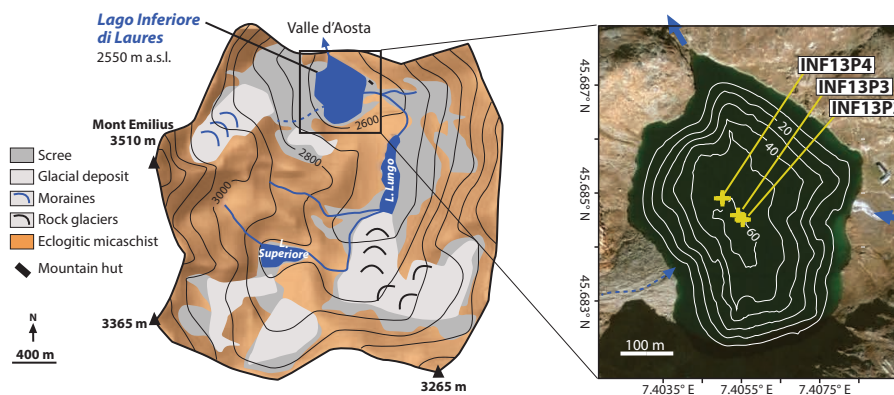 Lago Inferiore
di Laures
2550 m a.s.l.
Valle d'Aosta
Mont Emilius
3510 m
2600
2800
3000
L. Lungo
L.
Superiore
Scree
Glacial deposit
Moraines
Rock glaciers
Eclogitic micaschist
Mountain hut
N
400 m
3365 m
3265 m
INF13P4
INF13P3
INF13P
20
40
60
45.687° N
45.685° N
45.683° N
100 m
7.4035° E
7.4055° E
7.4075° E